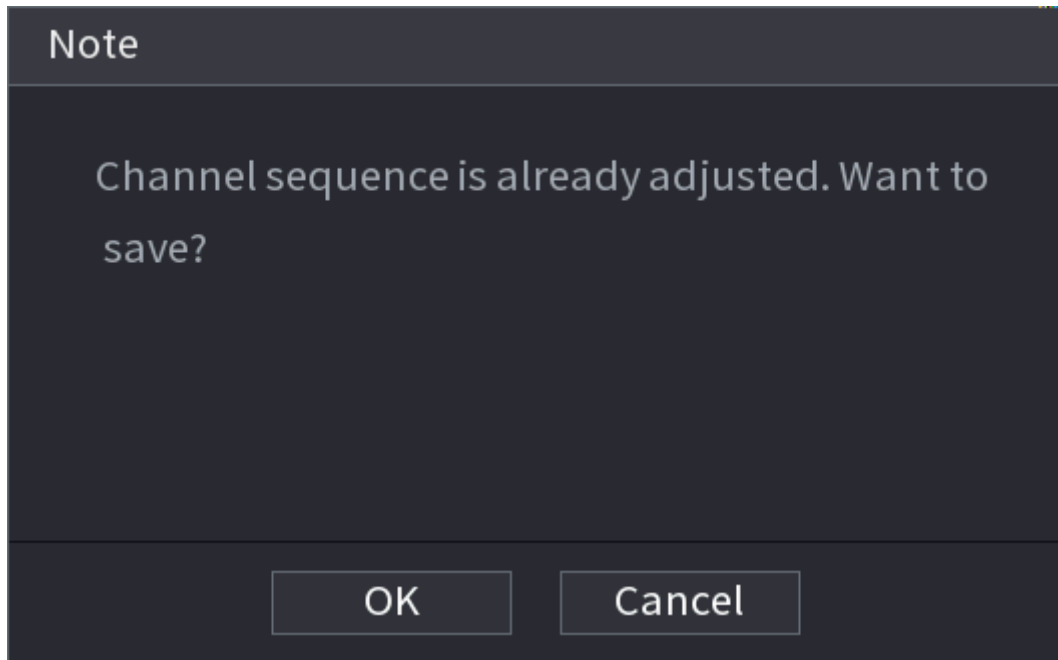 Note
Channel sequence is already adjusted. Want to
save?
OK
Cancel